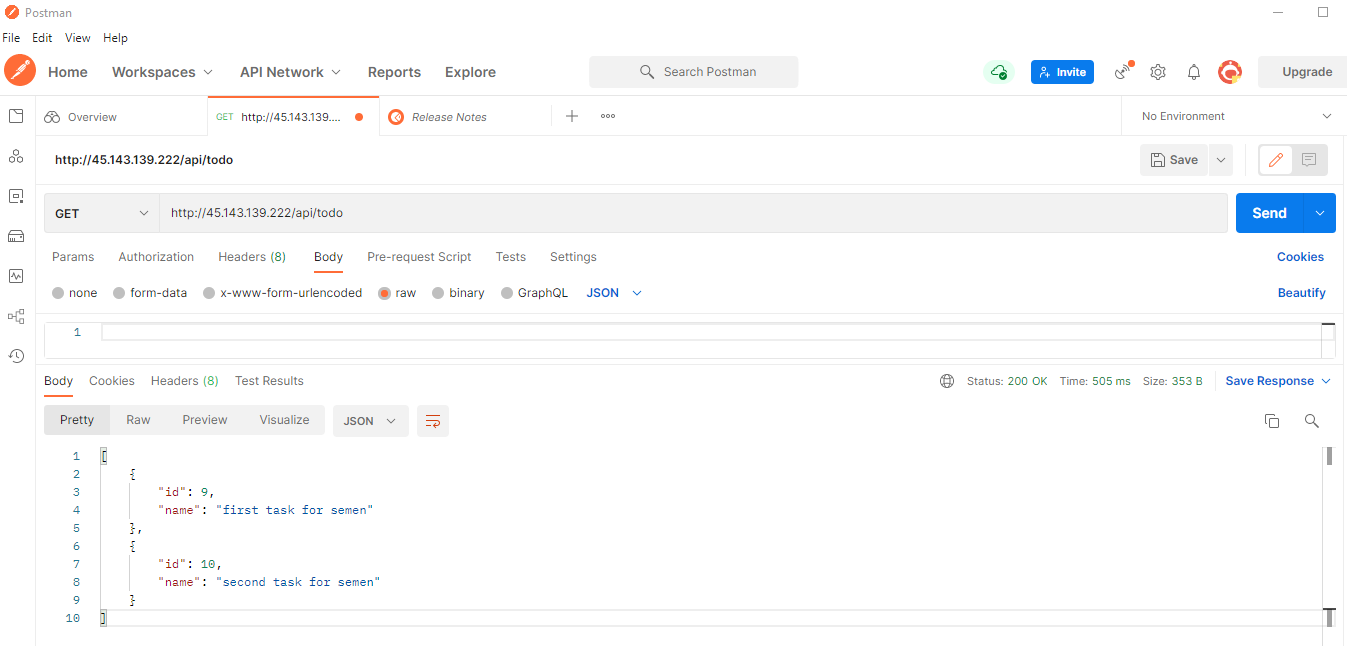 Postman
File Edit View Help
Home Workspaces API Network Reports Explore Search Postman Invite Upgrade
Overview GET http://45.143.139.... Release Notes No Environment
http://45.143.139.222/api/todo Save
GET http://45.143.139.222/api/todo Send
Params Authorization Headers (8) Body Pre-request Script Tests Settings Cookies
none form-data x-www-form-urlencoded raw binary GraphQL JSON Beautify
1
Body Cookies Headers (8) Test Results Status: 200 OK Time: 505 ms Size: 353 B Save Response
Pretty Raw Preview Visualize JSON
1 [
2 {
3 "id": 9,
4 "name": "first task for semen"
5 },
6 {
7 "id": 10,
8 "name": "second task for semen"
9 }
10 ]